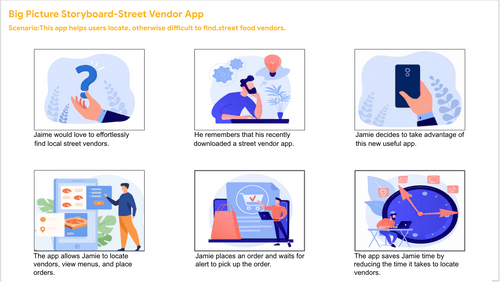 Big Picture Storyboard-Street Vendor App
Scenario:This app helps users locate, otherwise difficult to find,street food vendors.
Jaime would love to effortlessly
find local street vendors.
He remembers that his recently
downloaded a street vendor app.
Jamie decides to take advantage of
this new useful app.
The app allows Jamie to locate
vendors, view menus, and place
orders.
Jamie places an order and waits for
alert to pick up the order.
The app saves Jamie time by
reducing the time it takes to locate
vendors.